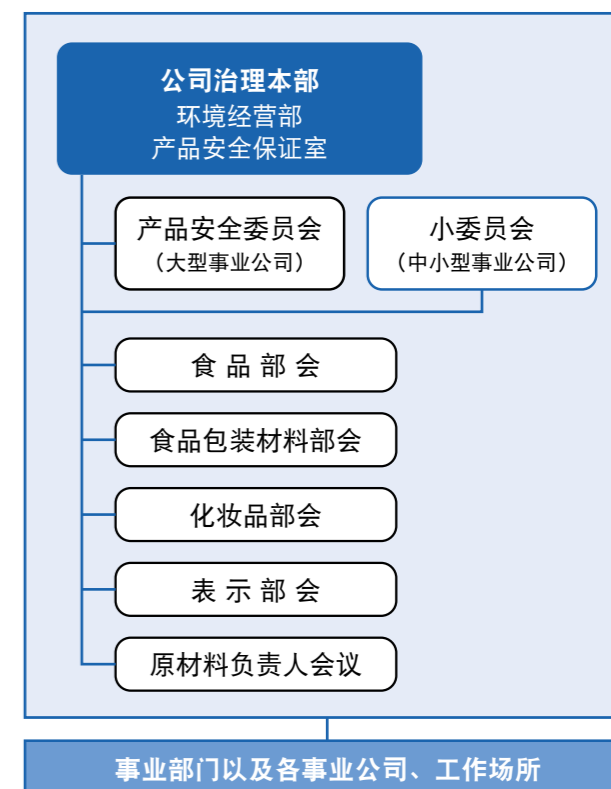 公司治理本部
环境经营部
产品安全保证室
产品安全委员会
（大型事业公司）
小委员会
（中小型事业公司）
食 品 部 会
食品包装材料部会
化妆品部会
表 示 部 会
原材料负责人会议
事业部门以及各事业公司、工作场所